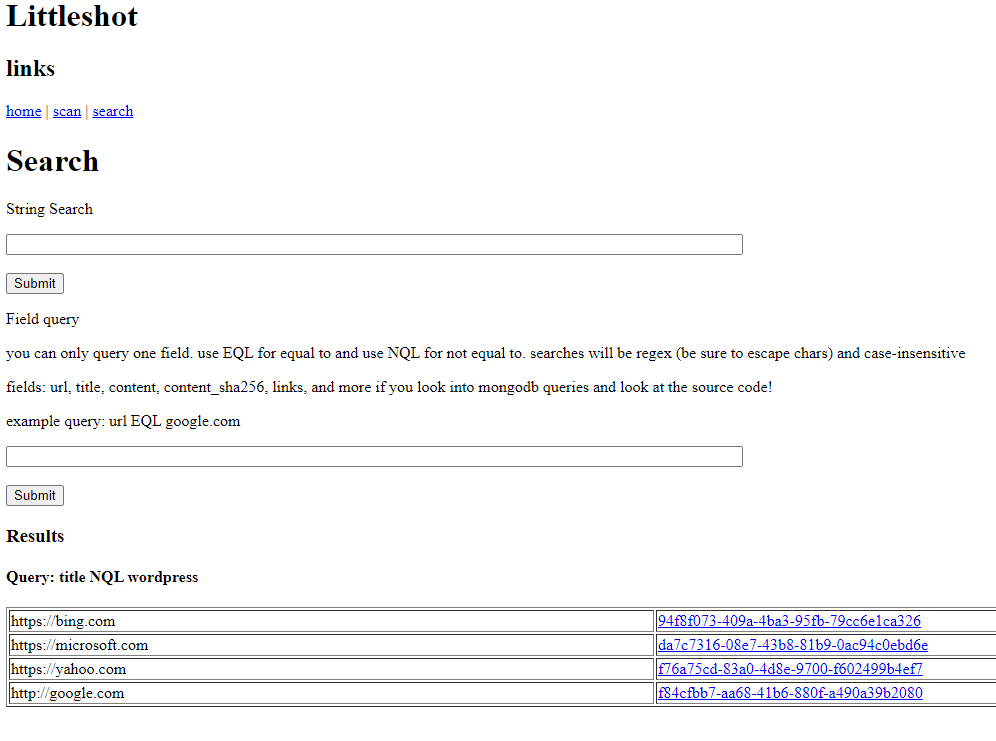 Littleshot
links
home | scan | search
Search
String Search
Submit
Field query
you can only query one field. use EQL for equal to and use NQL for not equal to. searches will be regex (be sure to escape chars) and case-insensitive
fields: url, title, content, content_sha256, links, and more if you look into mongodb queries and look at the source code!
example query: url EQL google.com
Submit
Results
Query: title NQL wordpress
https://bing.com 94f8f073-409a-4ba3-95fb-79cc6e1ca326
https://microsoft.com da7c7316-08e7-43b8-81b9-0ac94c0ebd6e
https://yahoo.com f76a75cd-83a0-4d8e-9700-f602499b4ef7
http://google.com f84cfbb7-aa68-41b6-880f-a490a39b2080